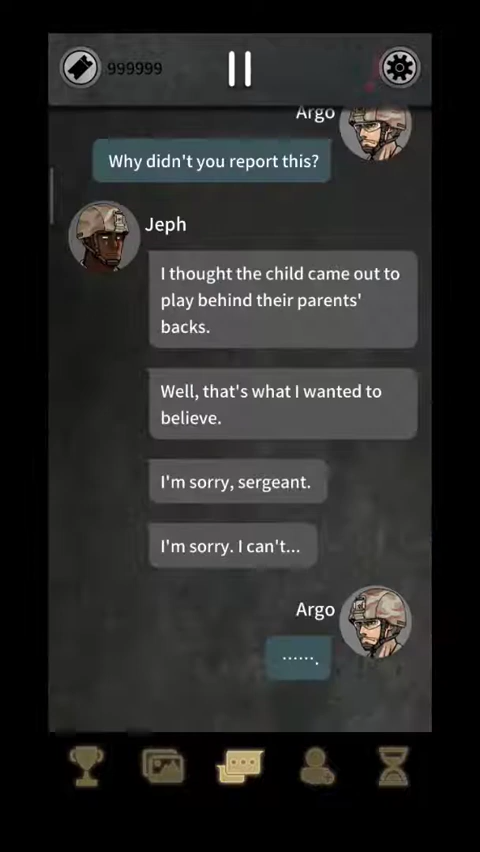 999999
Argo
Why didn't you report this?
Jeph
I thought the child came out to
play behind their parents'
backs.
Well, that's what I wanted to
believe.
I'm sorry, sergeant.
I'm sorry. I can't...
Argo
.......